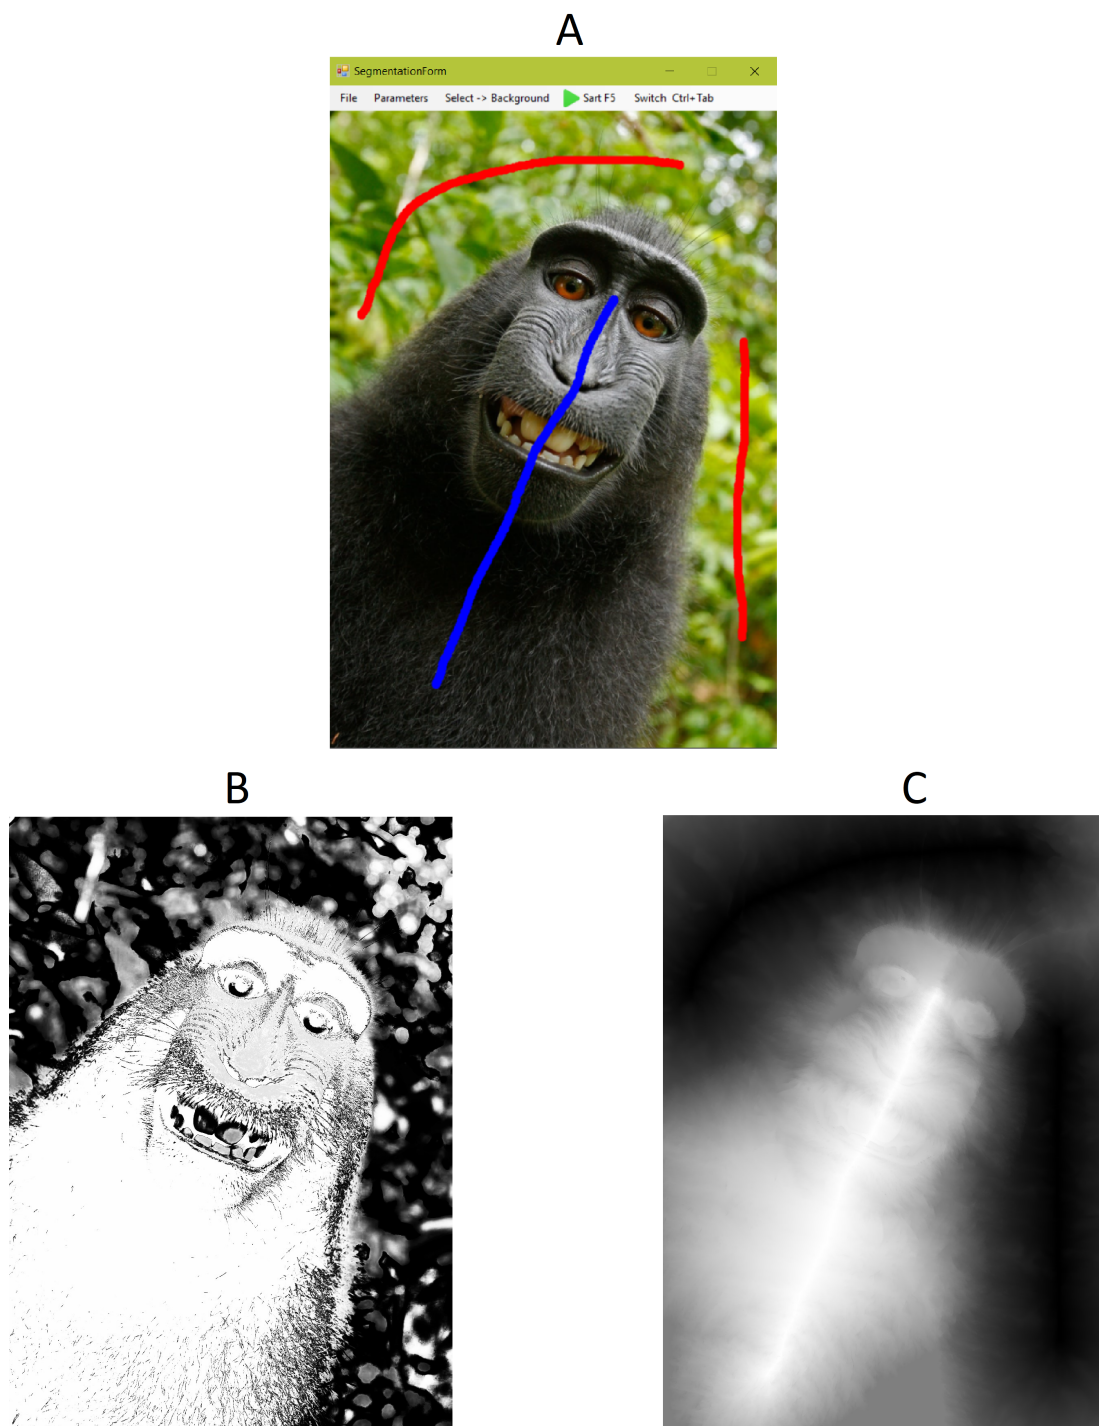 A
SegmentationForm
File Parameters Select -> Background Sart F5 Switch Ctrl+Tab
B
C